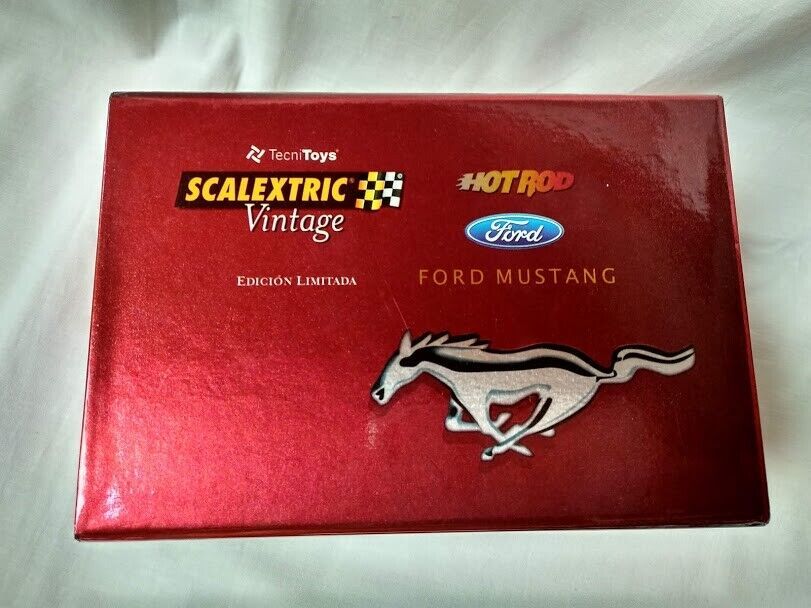 TecniToys®
SCALEXTRIC®
Vintage
EDICIÓN LIMITADA
HOT ROD
Ford
FORD MUSTANG